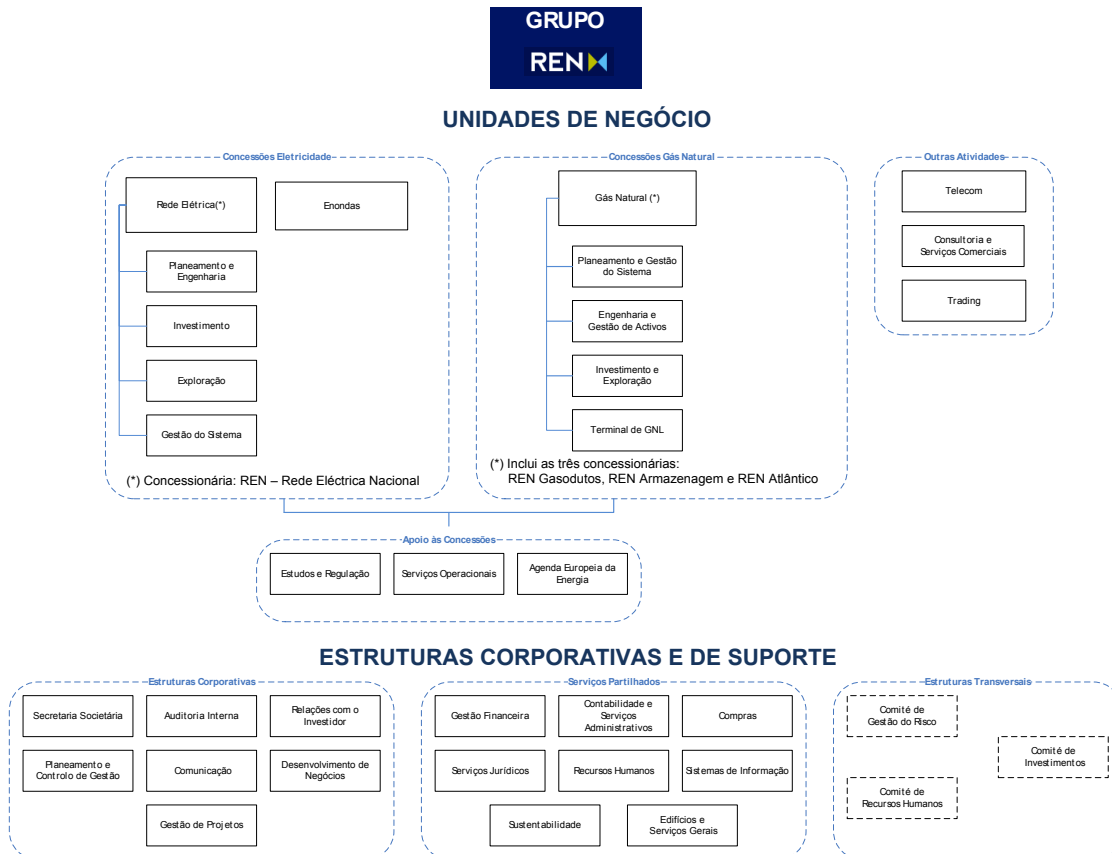 GRUPO
REN
UNIDADES DE NEGÓCIO
Concessões Eletricidade
Rede Elétrica(*)
Enondas
Planeamento e
Engenharia
Investimento
Exploração
Gestão do Sistema
(*) Concessionária: REN – Rede Eléctrica Nacional
Concessões Gás Natural
Gás Natural (*)
Planeamento e Gestão
do Sistema
Engenharia e
Gestão de Activos
Investimento e
Exploração
Terminal de GNL
(*) Inclui as três concessionárias:
REN Gasodutos, REN Armazenagem e REN Atlântico
Outras Atividades
Telecom
Consultoria e
Serviços Comerciais
Trading
Apoio às Concessões
Estudos e Regulação
Serviços Operacionais
Agenda Europeia da
Energia
ESTRUTURAS CORPORATIVAS E DE SUPORTE
Estruturas Corporativas
Secretaria Societária
Auditoria Interna
Relações com o
Investidor
Planeamento e
Controlo de Gestão
Comunicação
Desenvolvimento de
Negócios
Gestão de Projetos
Serviços Partilhados
Gestão Financeira
Contabilidade e
Serviços
Administrativos
Compras
Serviços Jurídicos
Recursos Humanos
Sistemas de Informação
Sustentabilidade
Edifícios e
Serviços Gerais
Estruturas Transversais
Comité de
Gestão do Risco
Comité de
Investimentos
Comité de
Recursos Humanos